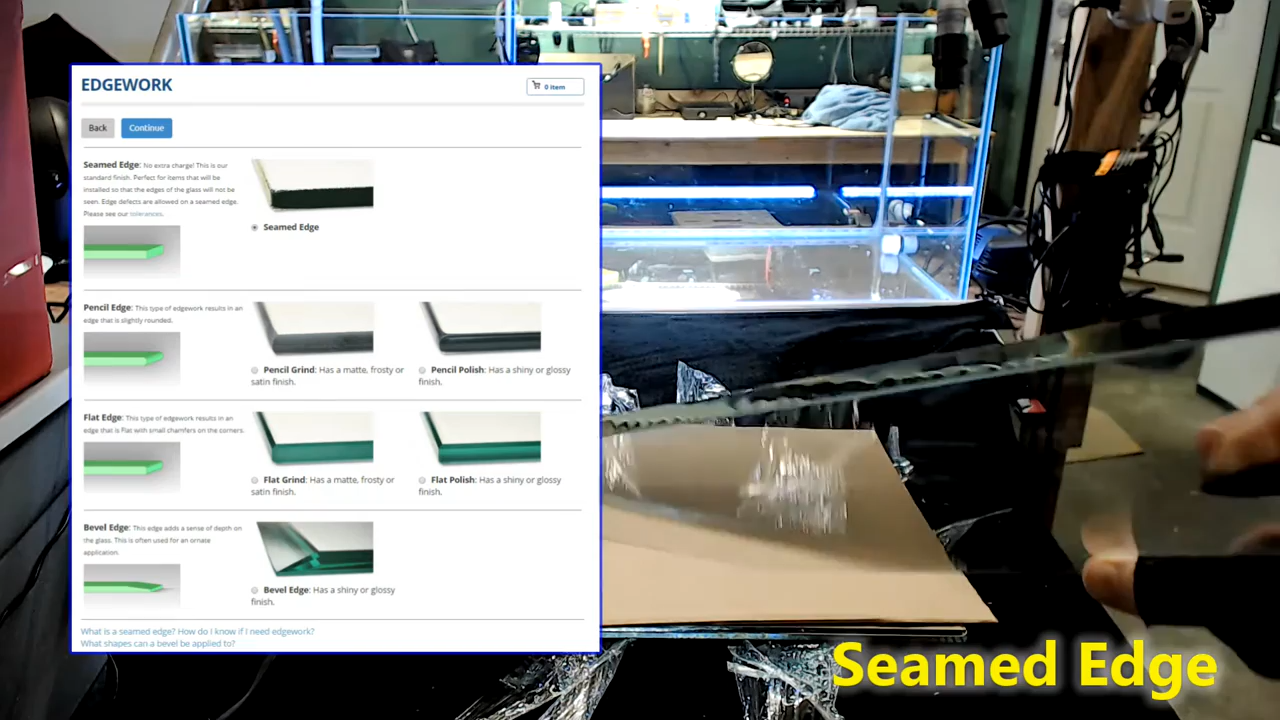 EDGEWORK
0 item
Back
Continue
Seamed Edge: No extra charge! This is our
standard finish. Perfect for items that will be
installed so that the edges of the glass will not be
seen. Edge defects are allowed on a seamed edge.
Please see our tolerances.
Seamed Edge
Pencil Edge: This type of edgework results in an
edge that is slightly rounded.
Pencil Grind: Has a matte, frosty or
satin finish.
Pencil Polish: Has a shiny or glossy
finish.
Flat Edge: This type of edgework results in an
edge that is Flat with small chamfers on the corners.
Flat Grind: Has a matte, frosty or
satin finish.
Flat Polish: Has a shiny or glossy
finish.
Bevel Edge: This edge adds a sense of depth on
the glass. This is often used for an ornate
application.
Bevel Edge: Has a shiny or glossy
finish.
What is a seamed edge? How do I know if I need edgework?
What shapes can a bevel be applied to?
Seamed Edge